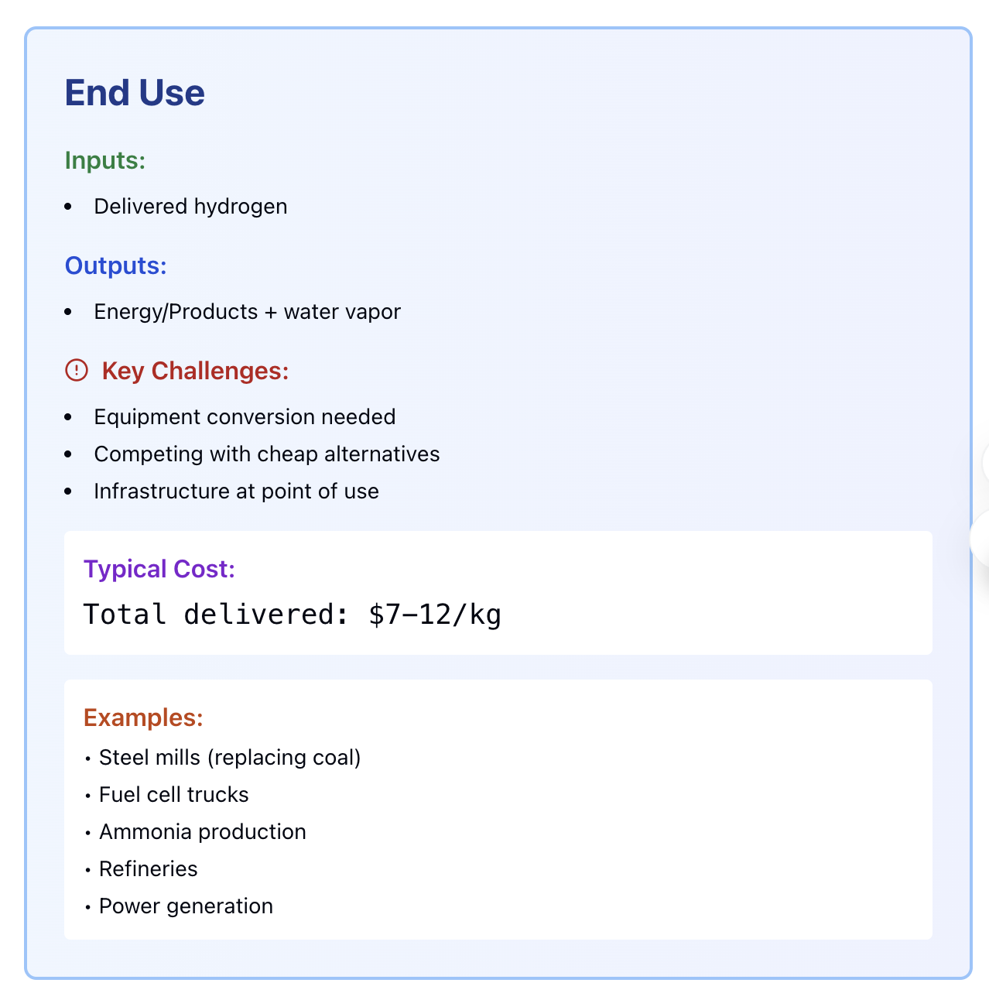 End Use
Inputs:
• Delivered hydrogen
Outputs:
• Energy/Products + water vapor
Key Challenges:
• Equipment conversion needed
• Competing with cheap alternatives
• Infrastructure at point of use
Typical Cost:
Total delivered: $7–12/kg
Examples:
• Steel mills (replacing coal)
• Fuel cell trucks
• Ammonia production
• Refineries
• Power generation